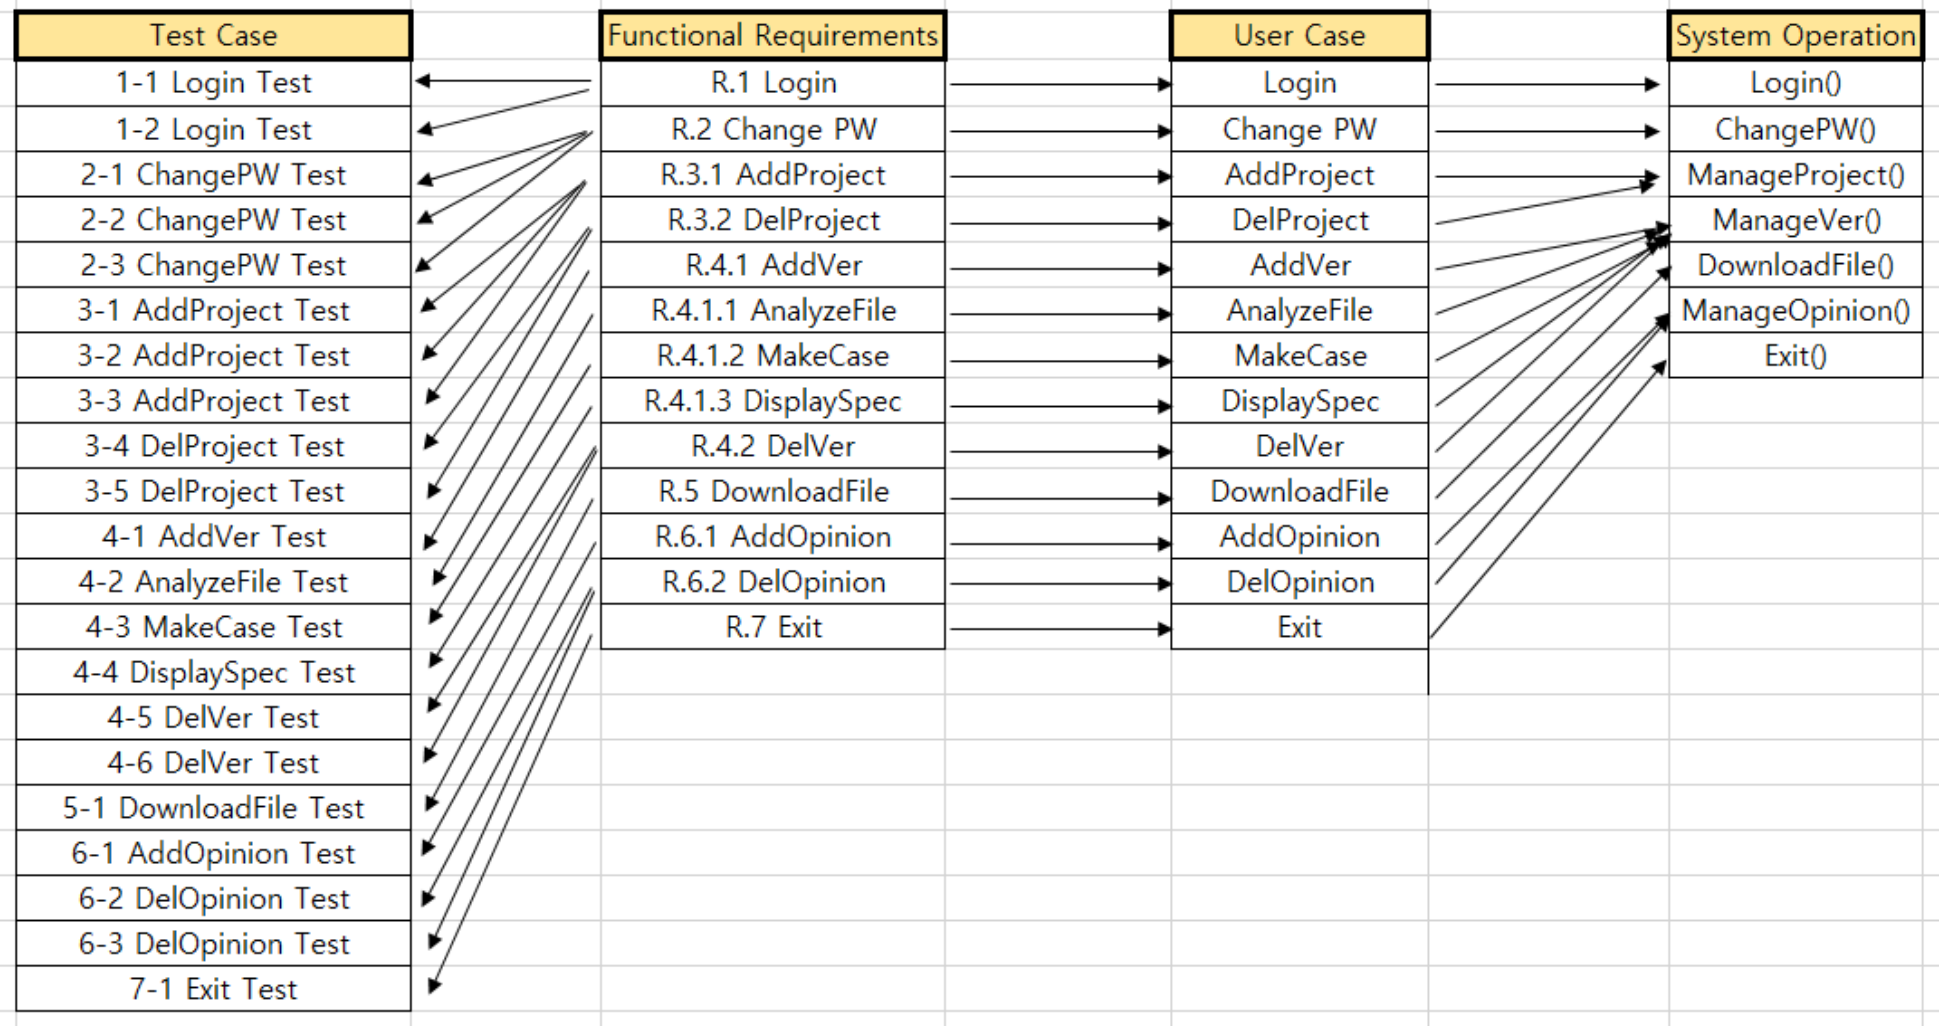 Test Case Functional Requirements User Case System Operation
1-1 Login Test R.1 Login Login Login()
1-2 Login Test R.2 Change PW Change PW ChangePW()
2-1 ChangePW Test R.3.1 AddProject AddProject ManageProject()
2-2 ChangePW Test R.3.2 DelProject DelProject ManageVer()
2-3 ChangePW Test R.4.1 AddVer AddVer DownloadFile()
3-1 AddProject Test R.4.1.1 AnalyzeFile AnalyzeFile ManageOpinion()
3-2 AddProject Test R.4.1.2 MakeCase MakeCase Exit()
3-3 AddProject Test R.4.1.3 DisplaySpec DisplaySpec
3-4 DelProject Test R.4.2 DelVer DelVer
3-5 DelProject Test R.5 DownloadFile DownloadFile
4-1 AddVer Test R.6.1 AddOpinion AddOpinion
4-2 AnalyzeFile Test R.6.2 DelOpinion DelOpinion
4-3 MakeCase Test R.7 Exit Exit
4-4 DisplaySpec Test
4-5 DelVer Test
4-6 DelVer Test
5-1 DownloadFile Test
6-1 AddOpinion Test
6-2 DelOpinion Test
6-3 DelOpinion Test
7-1 Exit Test